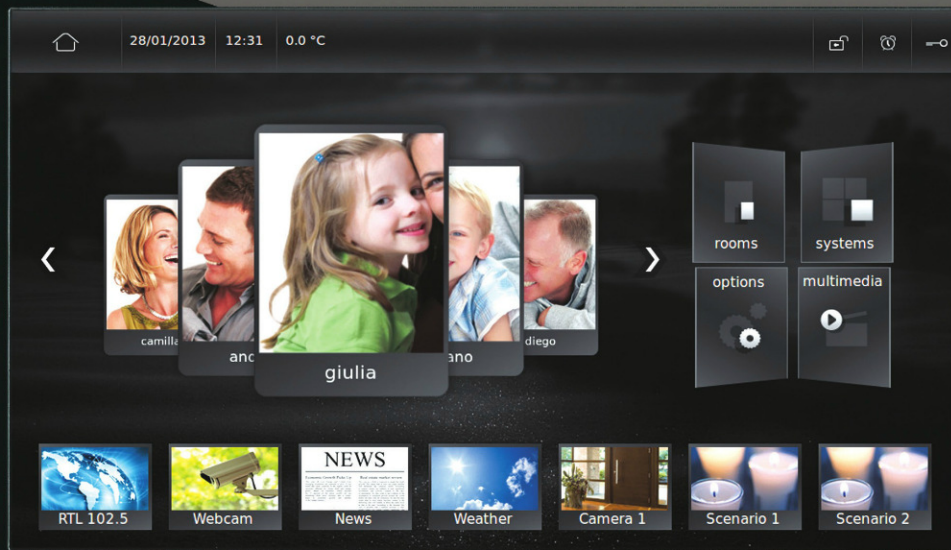 28/01/2013 12:31 0.0 °C
rooms
systems
options
multimedia
camilla
diego
giulia
NEWS
RTL 102.5
Webcam
News
Weather
Camera 1
Scenario 1
Scenario 2